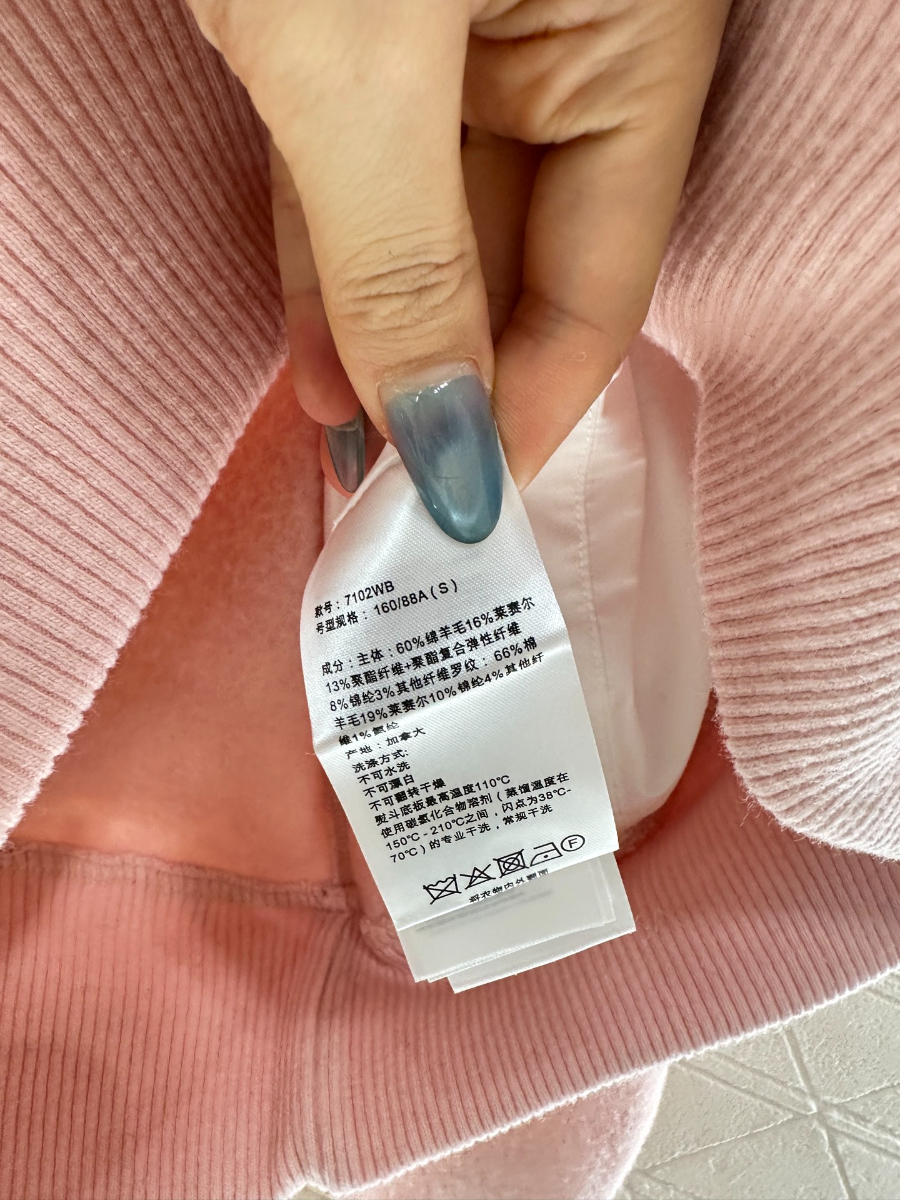 款号：7102WB
号型规格：160/88A(S)
成分：主体：60%绵羊毛16%莱赛尔
13%聚酯纤维+聚酯复合弹性纤维
8%锦纶3%其他纤维罗纹：66%棉
羊毛19%莱赛尔10%锦纶4%其他纤
维1%氨纶
产地：加拿大
洗涤方式:
不可水洗
不可漂白
不可翻转干燥
熨斗底板最高温度110℃
使用碳氢化合物溶剂(蒸馏温度在
150℃-210℃之间，闪点为38℃-
70℃)的专业干洗，常规干洗
F